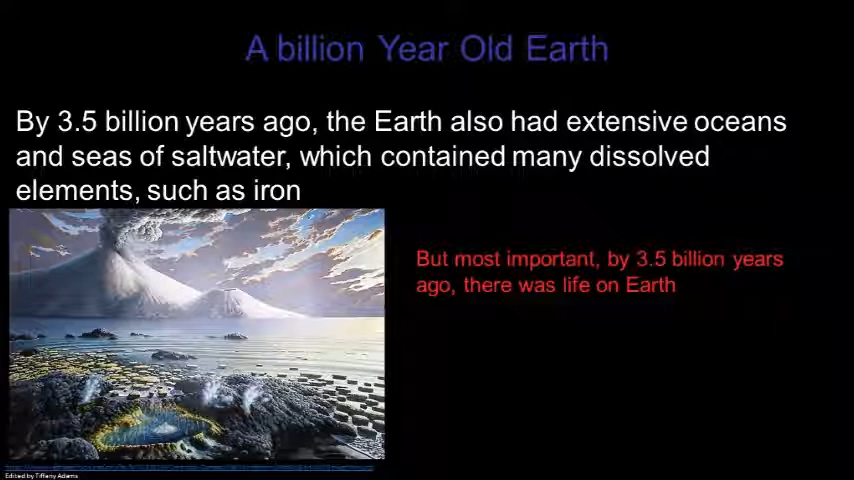 A billion Year Old Earth
By 3.5 billion years ago, the Earth also had extensive oceans
and seas of saltwater, which contained many dissolved
elements, such as iron
But most important, by 3.5 billion years
ago, there was life on Earth
Edited by Tiffany Adams